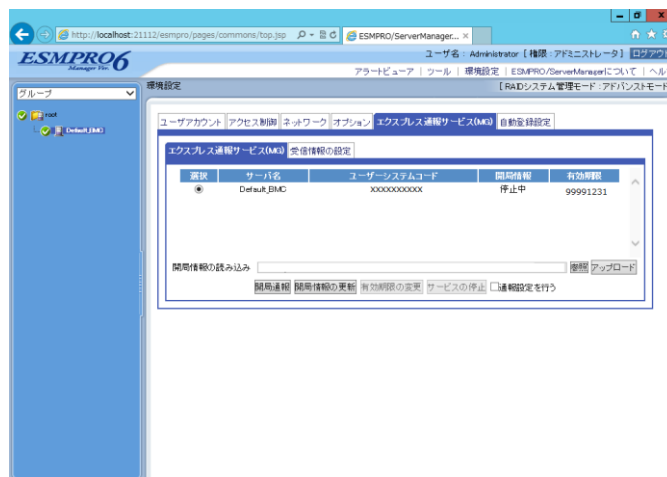 http://localhost:21112/esmpro/pages/commons/top.jsp
ESMPRO/ServerManager...
ESMPRO6
Manager Ver.
ユーザ名 : Administrator [ 権限 : アドミニストレータ ] ログアウ
アラートビューア | ツール | 環境設定 | ESMPRO/ServerManagerについて | ヘル
グループ
環境設定
[ RAIDシステム管理モード : アドバンストモード
root
Default_BMC
ユーザアカウント アクセス制御 ネットワーク オプション エクスプレス通報サービス(MG) 自動登録設定
エクスプレス通報サービス(MG) 受信情報の設定
選択 サーバ名 ユーザーシステムコード 開局情報 有効期限
Default_BMC XXXXXXXXXX 停止中 99991231
開局情報の読み込み 参照 アップロード
開局通報 開局情報の更新 有効期限の変更 サービスの停止 通報設定を行う